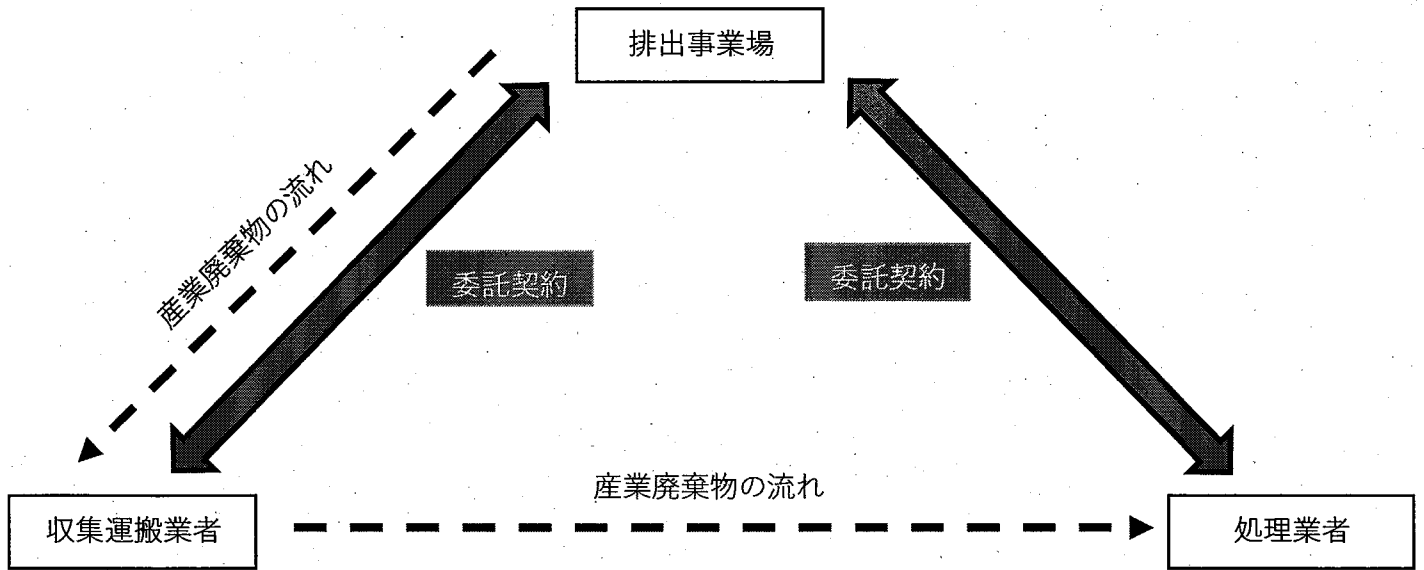 排出事業場
産業廃棄物の流れ
委託契約
委託契約
産業廃棄物の流れ
収集運搬業者
処理業者